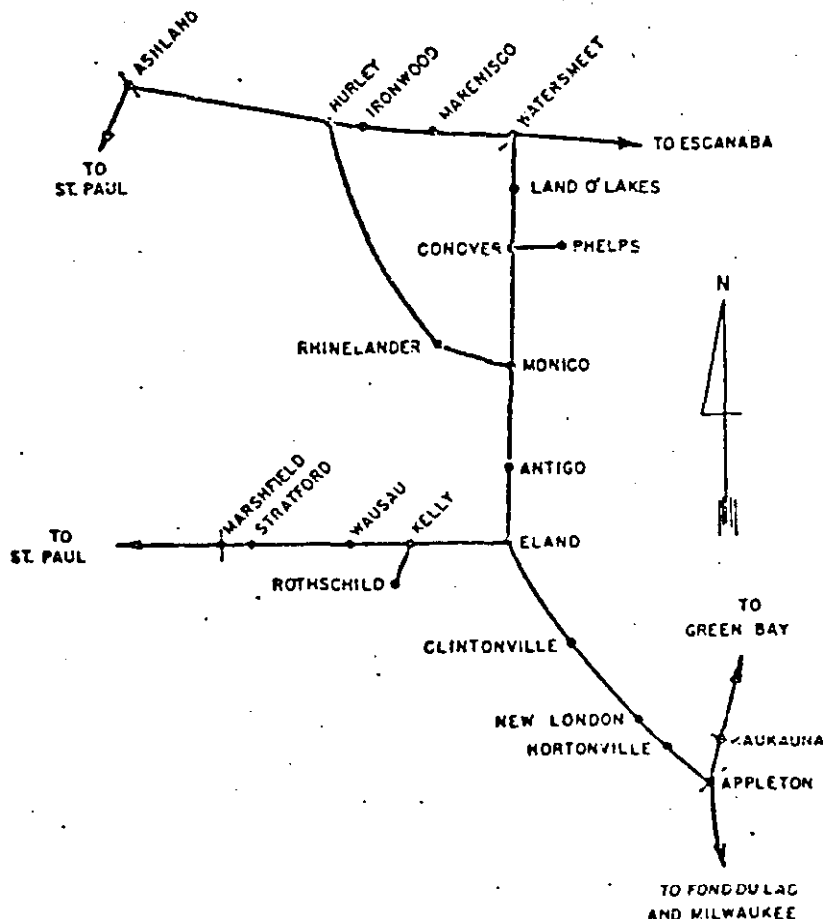 ASHLAND
HURLEY
IRONWOOD
MAREMISCO
WATERSMEET
TO
ST. PAUL
TO ESCANABA
LAND O'LAKES
CONOVER
PHELPS
N
RHINELANDER
MONICO
ANTIGO
MARSHFIELD
STRATFORD
WAUSAU
KELLY
TO
ST. PAUL
ELAND
ROTHSCHILD
TO
GREEN BAY
CLINTONVILLE
NEW LONDON
HORTONVILLE
KAUKAUNA
APPLETON
TO FOND DU LAC
AND MILWAUKEE